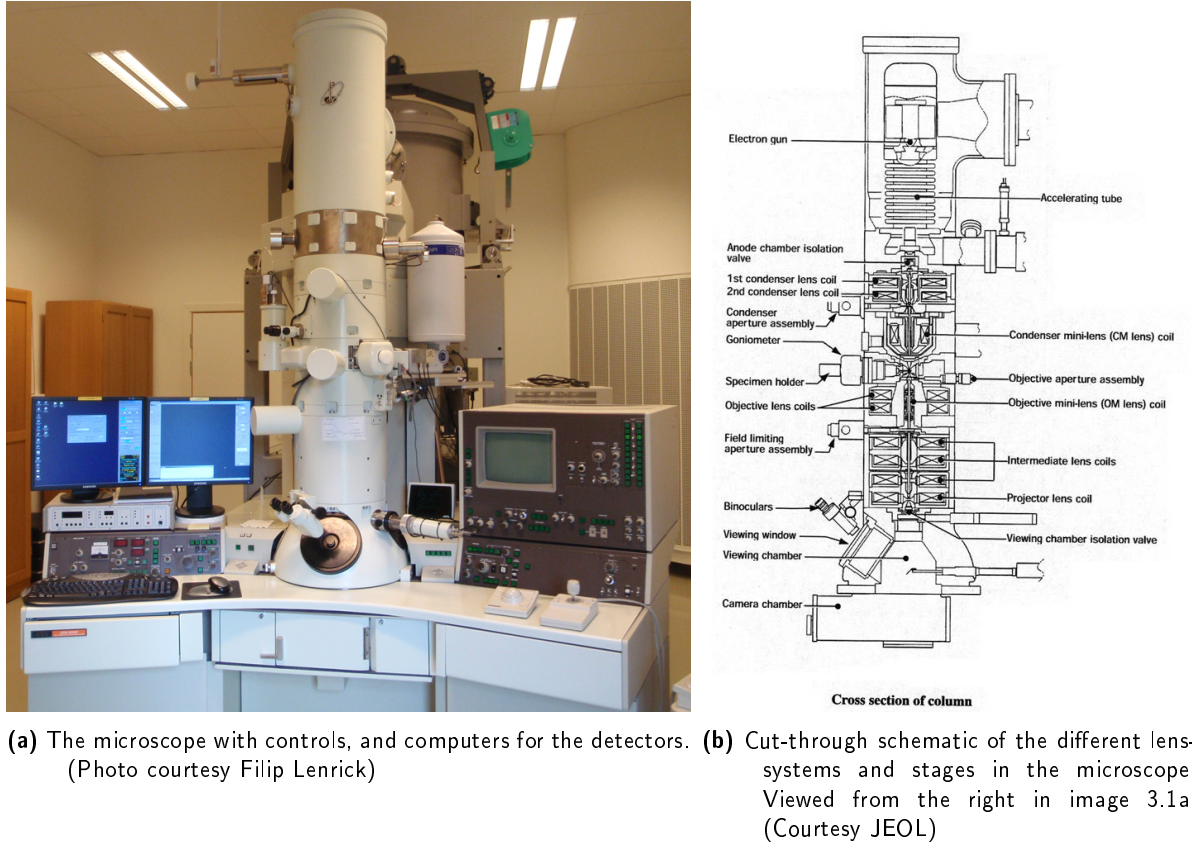 Electron gun
Accelerating tube
Anode chamber isolation
valve
1st condenser lens coil
2nd condenser lens coil
Condenser
aperture assembly
Condenser mini-lens (CM lens) coil
Goniometer
Specimen holder
Objective aperture assembly
Objective lens coils
Objective mini-lens (OM lens) coil
Field limiting
aperture assembly
Intermediate lens coils
Projector lens coil
Binoculars
Viewing window
Viewing chamber isolation valve
Viewing chamber
Camera chamber
Cross section of column
(a) The microscope with controls, and computers for the detectors.
(Photo courtesy Filip Lenrick)
(b) Cut-through schematic of the different lens-
systems and stages in the microscope
Viewed from the right in image 3.1a
(Courtesy JEOL)